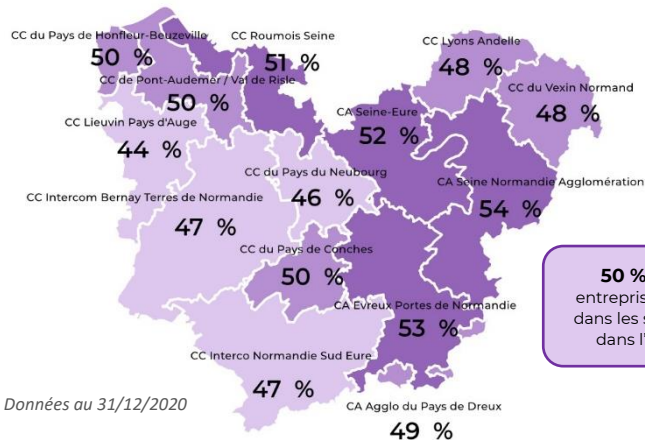 CC du Pays de Honfleur-Beuzeville
50 %
CC Roumois Seine
51 %
CC de Pont-Audemer / Val de Risle
50 %
CC Lyons Andelle
48 %
CC du Vexin Normand
48 %
CC Lieuvin Pays d'Auge
44 %
CA Seine-Eure
52 %
CC du Pays du Neubourg
46 %
CA Seine Normandie Agglomération
54 %
CC Intercom Bernay Terres de Normandie
47 %
CC du Pays de Conches
50 %
CA Evreux Portes de Normandie
53 %
50 %
entrepris
dans les s
dans l'
CC Interco Normandie Sud Eure
47 %
Données au 31/12/2020
CA Agglo du Pays de Dreux
49 %